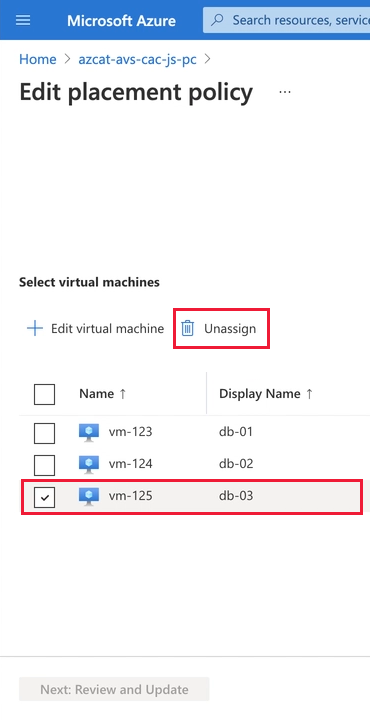 Microsoft Azure
Search resources, service
Home > azcat-avs-cac-js-pc >
Edit placement policy ...
Select virtual machines
+ Edit virtual machine Unassign
Name ↑ Display Name ↑
vm-123 db-01
vm-124 db-02
vm-125 db-03
Next: Review and Update